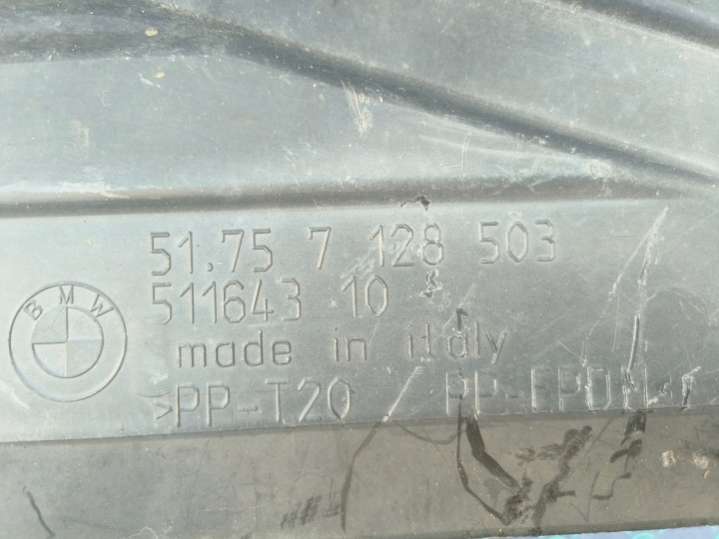 51.75 7 128 503
511643 10
BMW
made in italy
>PP-T20 / PP-EPDM